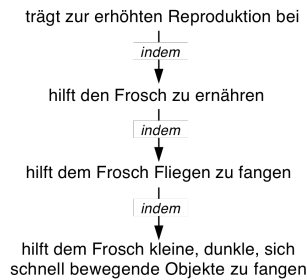 trägt zur erhöhten Reproduktion bei
indem
hilft den Frosch zu ernähren
indem
hilft dem Frosch Fliegen zu fangen
indem
hilft dem Frosch kleine, dunkle, sich
schnell bewegende Objekte zu fangen